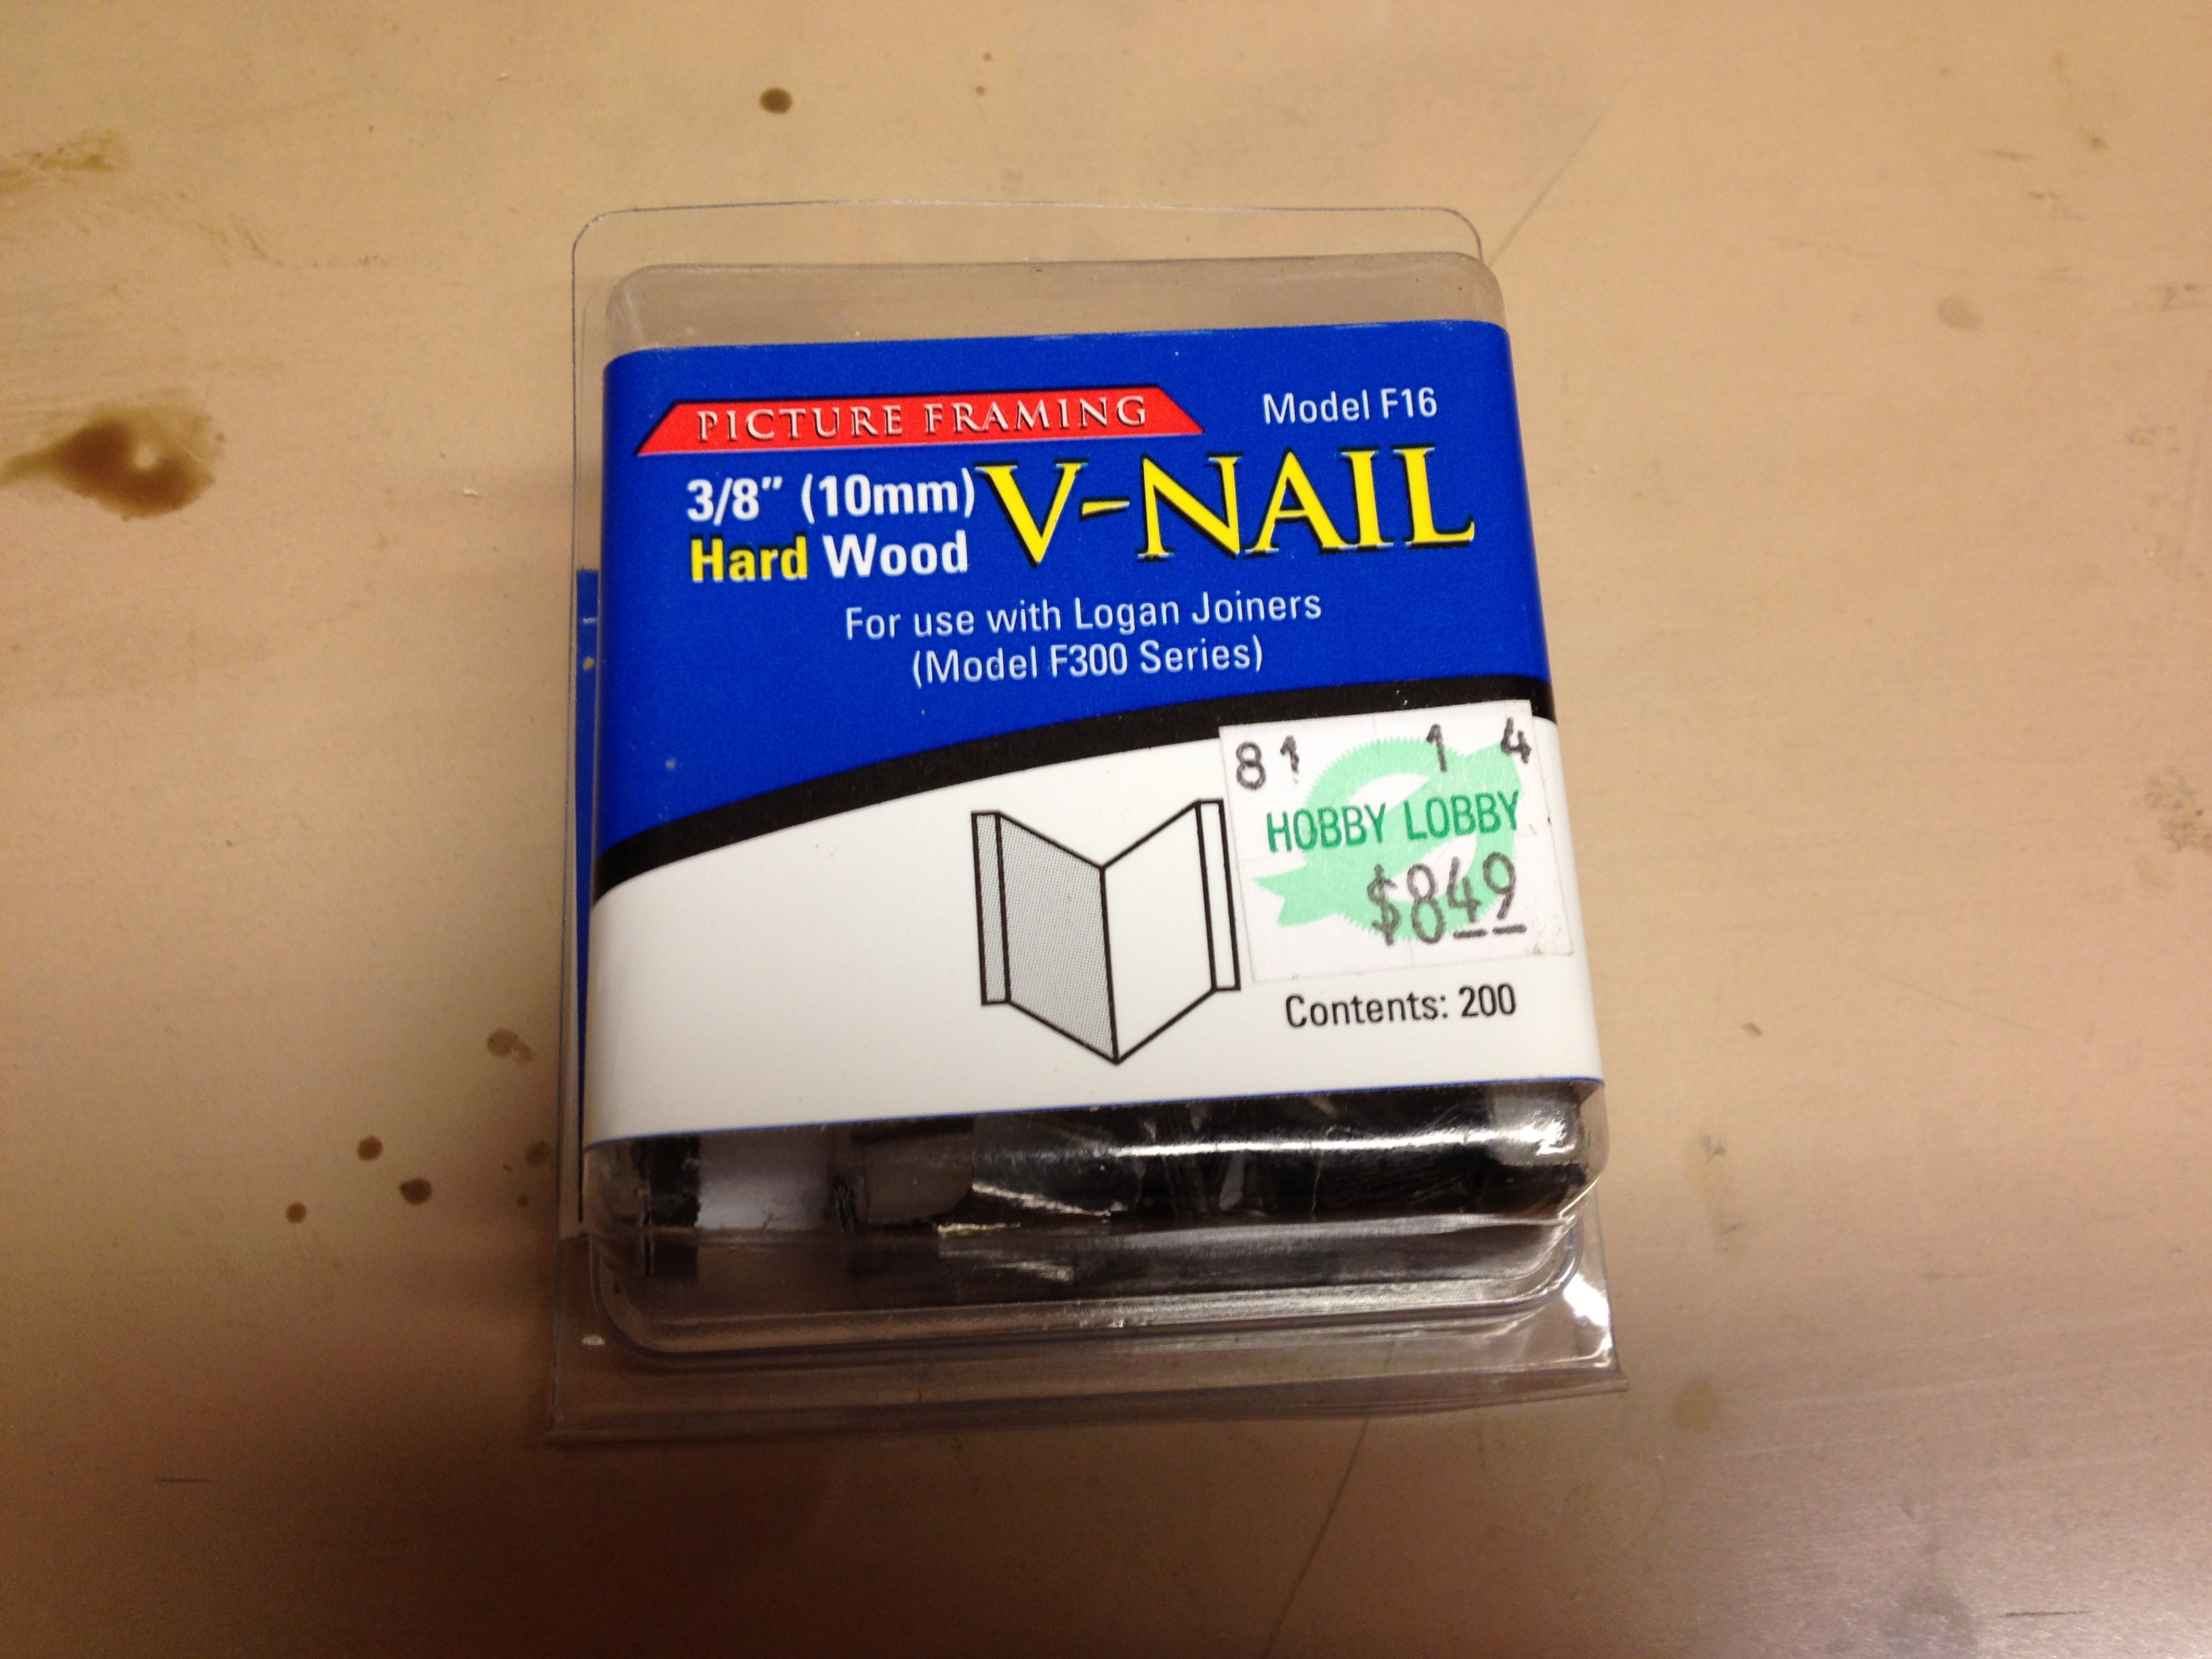 PICTURE FRAMING
Model F16
3/8" (10mm)
Hard Wood
V-NAIL
For use with Logan Joiners
(Model F300 Series)
81 1 4
HOBBY LOBBY
$849
Contents: 200